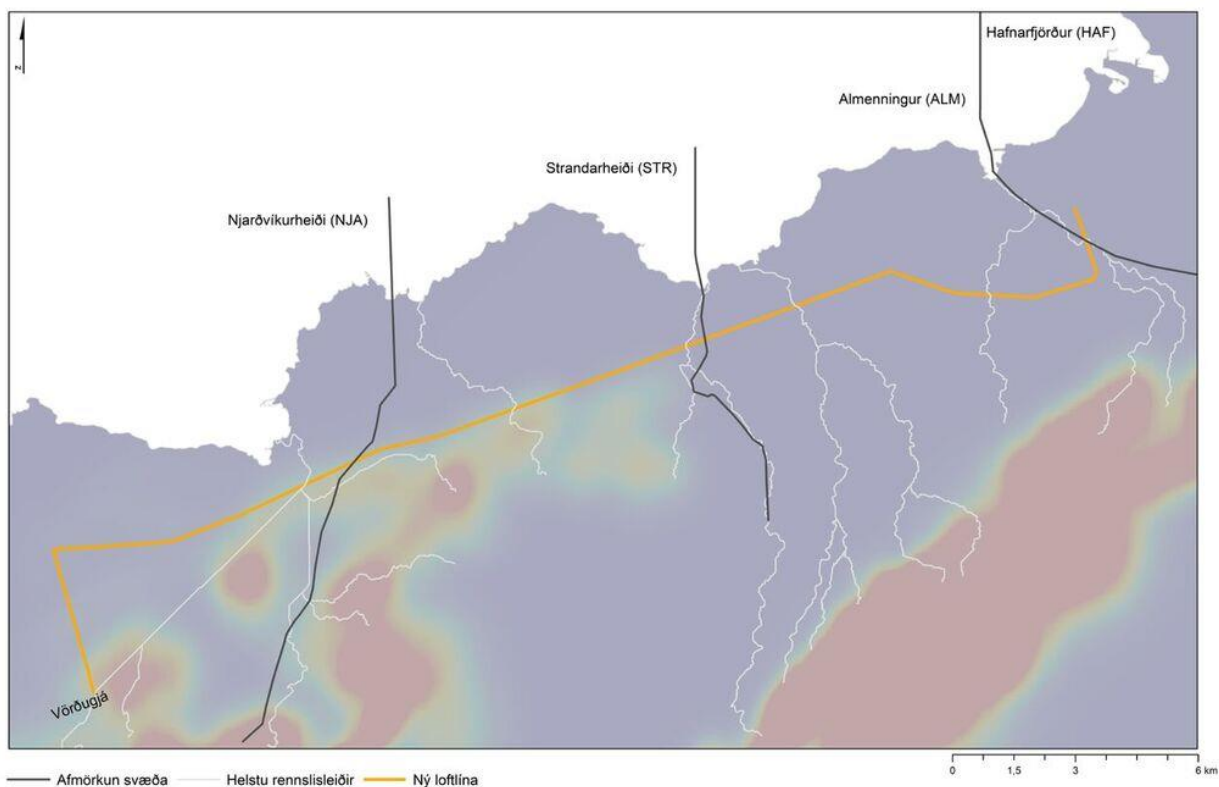 Hafnarfjörður (HAF)
Almenningur (ALM)
Strandarheiði (STR)
Njarðvíkurheiði (NJA)
Z
Vörðugjá
Afmörkun svæða
Helstu rennslisleiðir
Ný loftlína
0 1,5 3 6 km